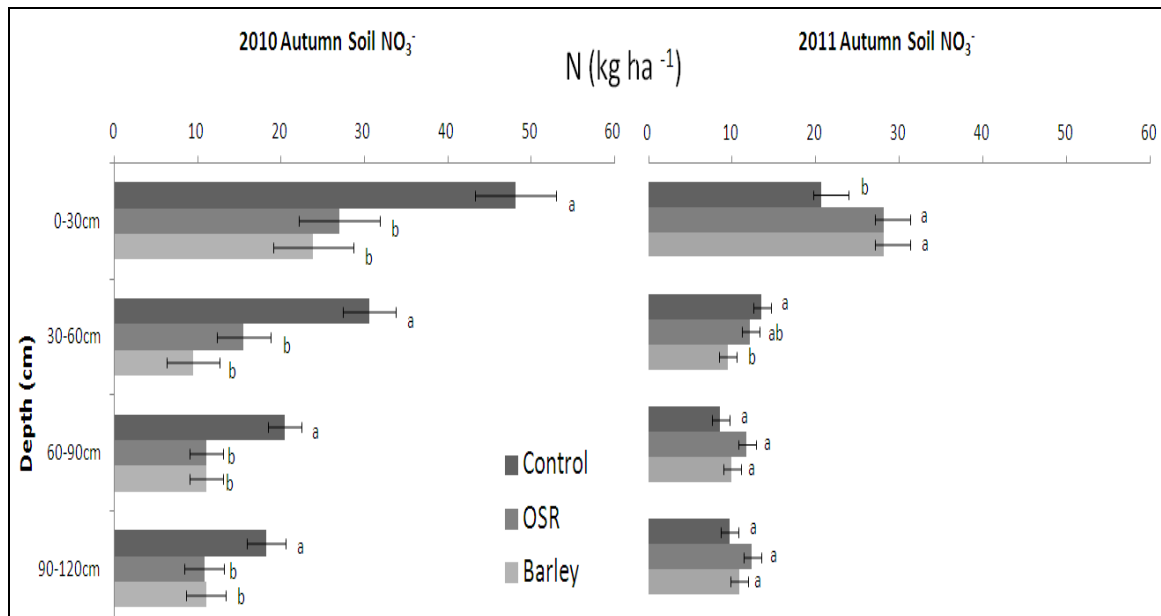 2010 Autumn Soil NO₃⁻
2011 Autumn Soil NO₃⁻
N (kg ha ⁻¹)
0 10 20 30 40 50 60
0 10 20 30 40 50 60
Depth (cm)
0-30cm
a
b
b
b
a
a
30-60cm
a
b
b
a
ab
b
60-90cm
a
b
b
a
a
a
90-120cm
a
b
b
a
a
a
Control
OSR
Barley